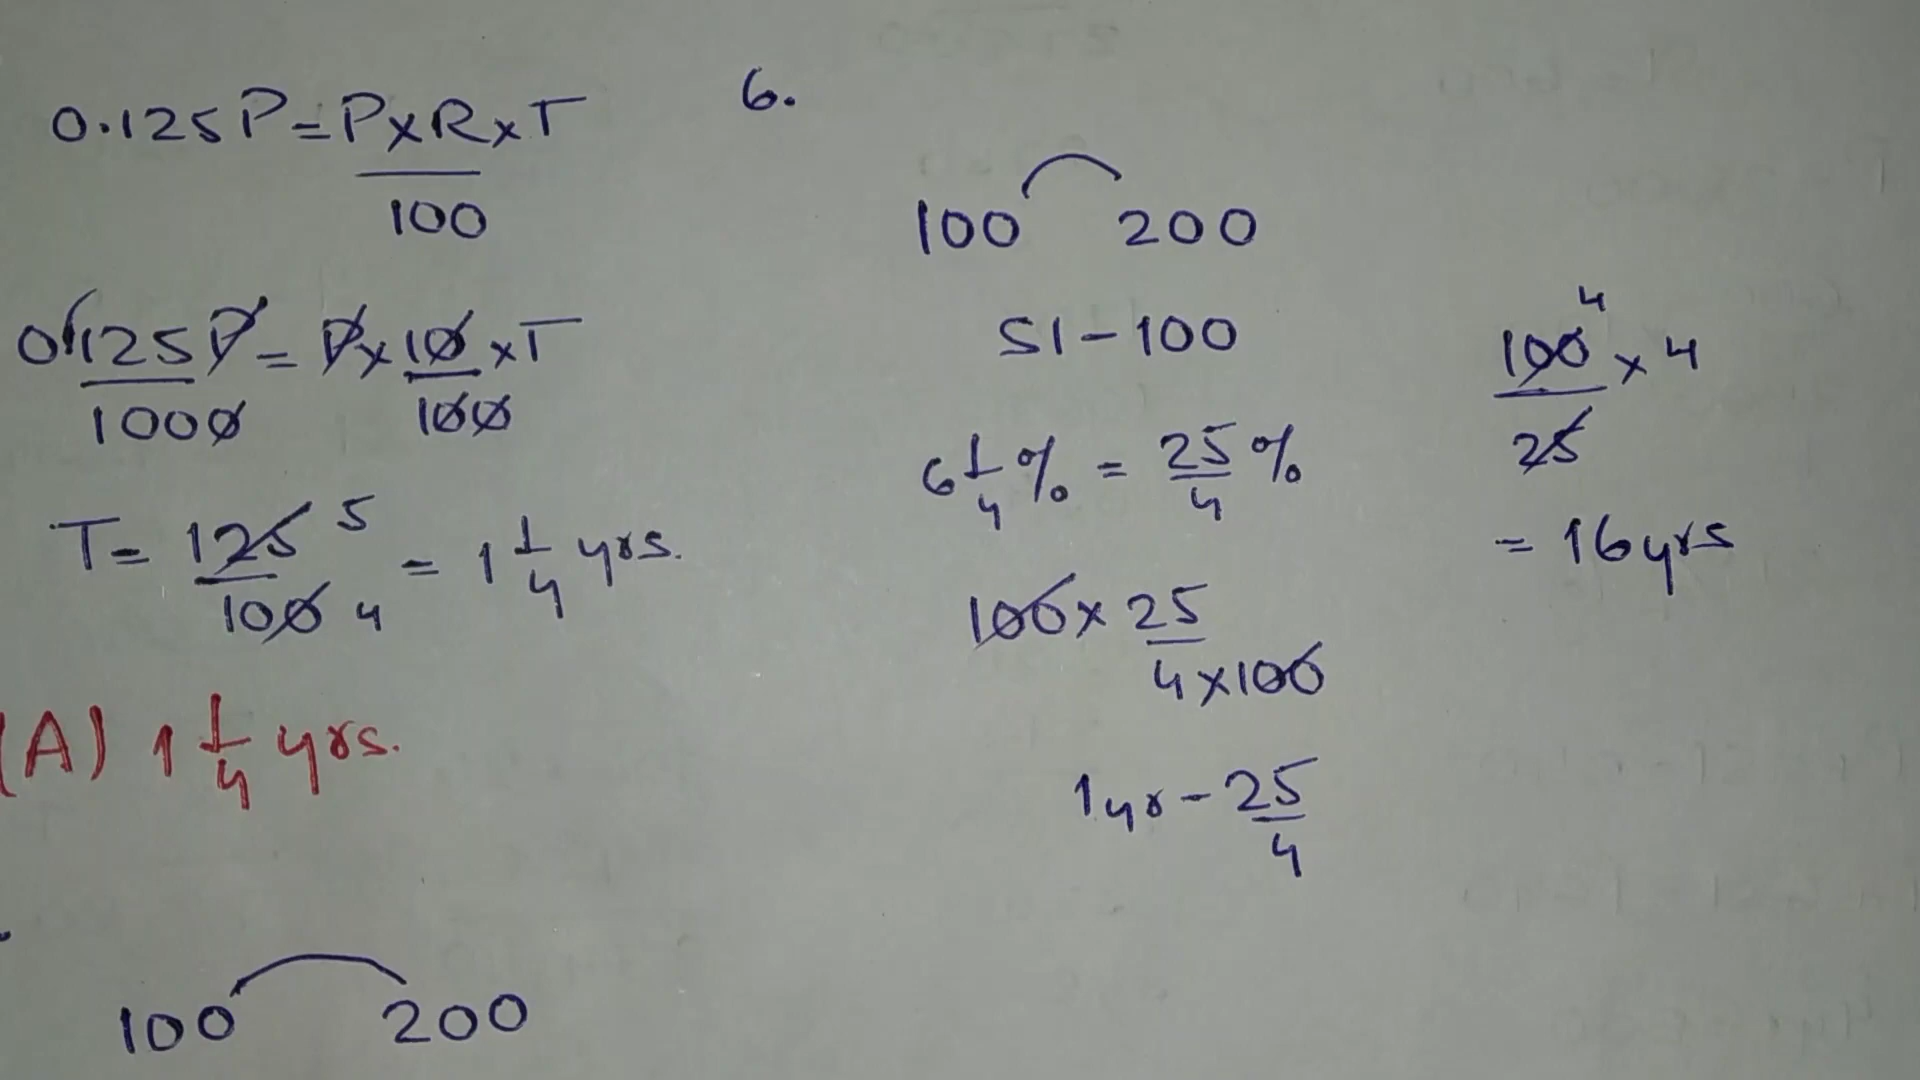 0.125P = P×R×T
100
0.125P = P×10×T
1000 100
T = 125 5 = 1 1/4 yrs.
100 4
(A) 1 1/4 yrs.
100 200
6.
100 200
SI - 100
6 1/4 % = 25/4 %
100 × 25
4×100
1yr - 25
4
4
100 × 4
25
= 16yrs